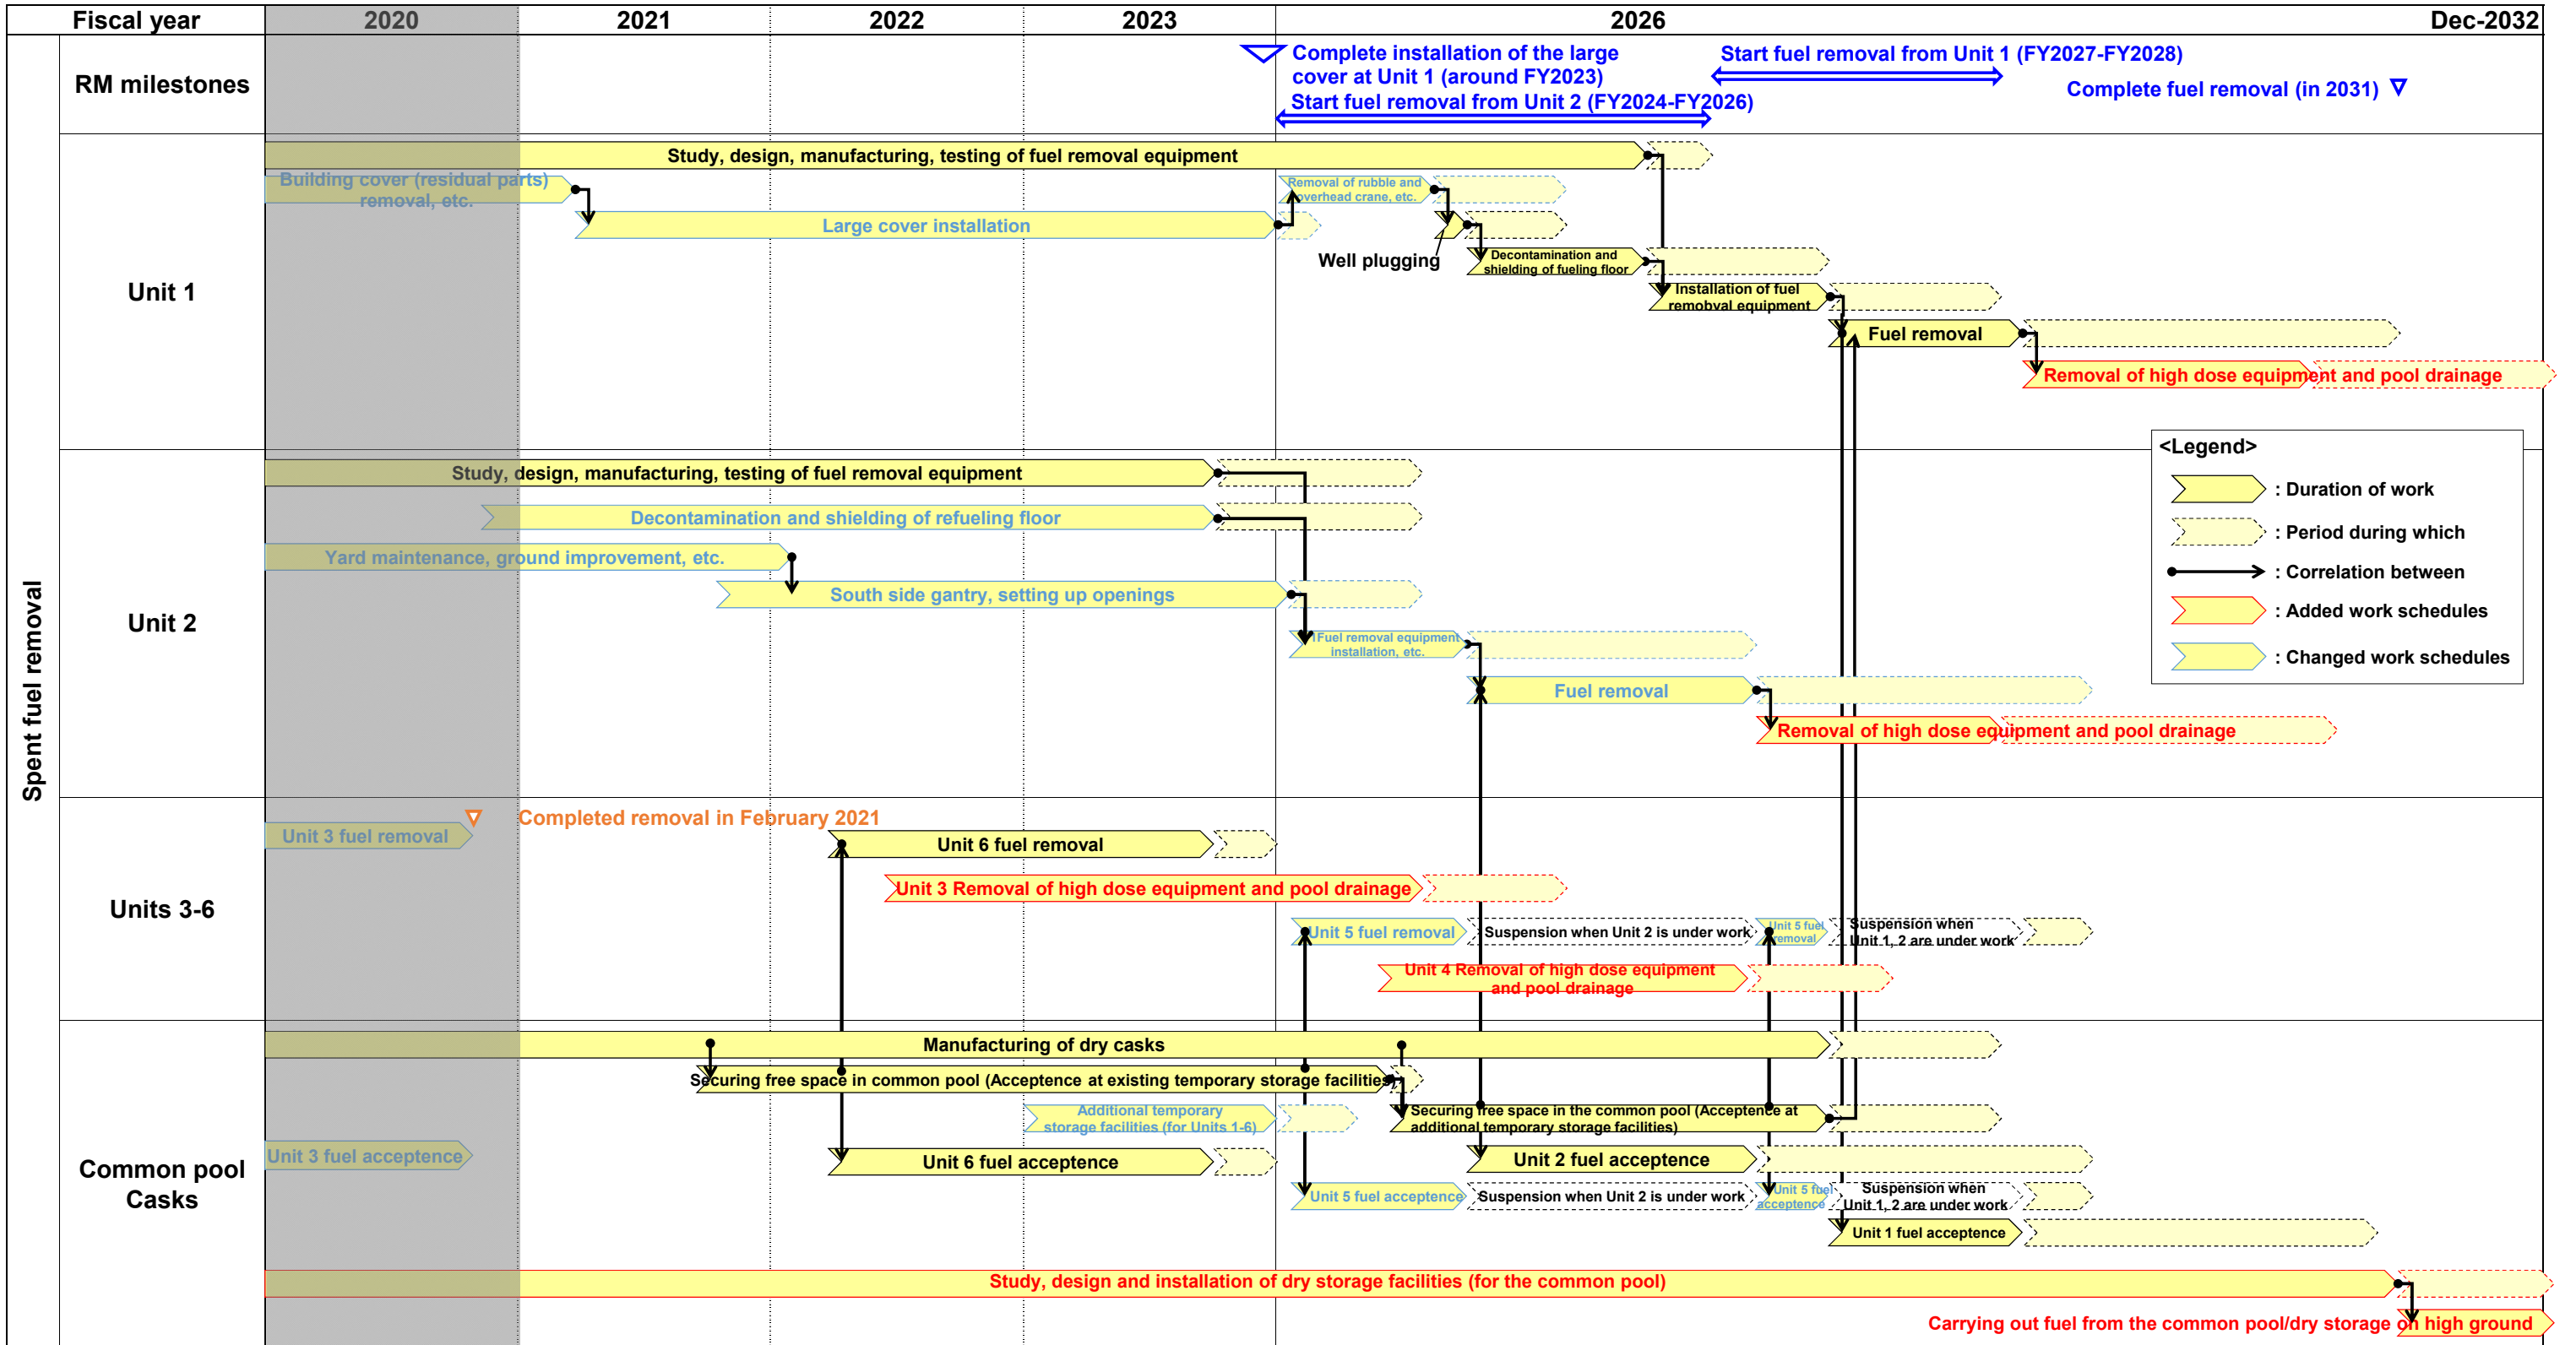 Fiscal year
2020
2021
2022
2023
2026
Dec-2032
Spent fuel removal
RM milestones
Complete installation of the large
cover at Unit 1 (around FY2023)
Start fuel removal from Unit 2 (FY2024-FY2026)
Start fuel removal from Unit 1 (FY2027-FY2028)
Complete fuel removal (in 2031)
Unit 1
Study, design, manufacturing, testing of fuel removal equipment
Building cover (residual parts)
removal, etc.
Removal of rubble and
overhead crane, etc.
Large cover installation
Well plugging
Decontamination and
shielding of fueling floor
Installation of fuel
remobval equipment
Fuel removal
Removal of high dose equipment and pool drainage
<Legend>
: Duration of work
: Period during which
: Correlation between
: Added work schedules
: Changed work schedules
Unit 2
Study, design, manufacturing, testing of fuel removal equipment
Decontamination and shielding of refueling floor
Yard maintenance, ground improvement, etc.
South side gantry, setting up openings
Fuel removal equipment
installation, etc.
Fuel removal
Removal of high dose equipment and pool drainage
Units 3-6
Completed removal in February 2021
Unit 3 fuel removal
Unit 6 fuel removal
Unit 3 Removal of high dose equipment and pool drainage
Unit 5 fuel removal
Suspension when Unit 2 is under work
Unit 5 fuel
removal
Suspension when
Unit 1, 2 are under work
Unit 4 Removal of high dose equipment
and pool drainage
Common pool
Casks
Manufacturing of dry casks
Securing free space in common pool (Acceptence at existing temporary storage facilities)
Additional temporary
storage facilities (for Units 1-6)
Securing free space in the common pool (Acceptence at
additional temporary storage facilities)
Unit 3 fuel acceptence
Unit 6 fuel acceptence
Unit 2 fuel acceptence
Unit 5 fuel acceptence
Suspension when Unit 2 is under work
Unit 5 fuel
acceptence
Suspension when
Unit 1, 2 are under work
Unit 1 fuel acceptence
Study, design and installation of dry storage facilities (for the common pool)
Carrying out fuel from the common pool/dry storage on high ground